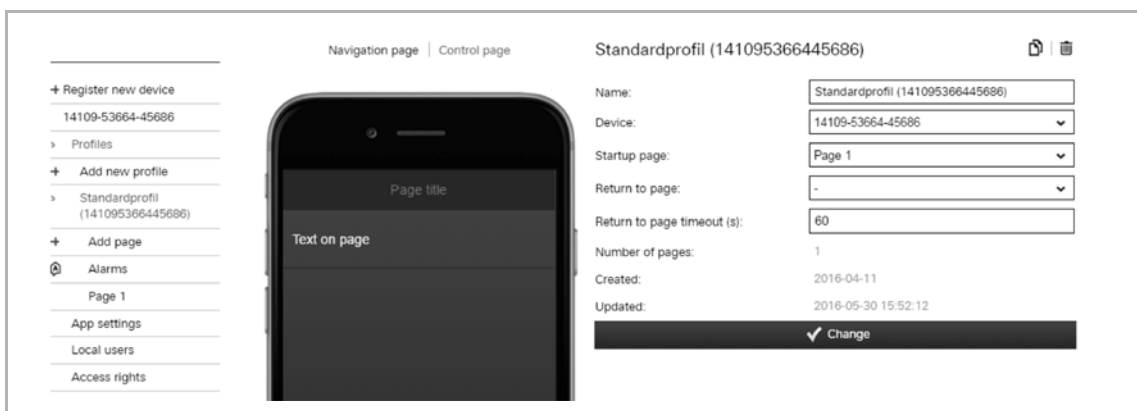 Navigation page | Control page
+ Register new device
14109-53664-45686
› Profiles
+ Add new profile
› Standardprofil
(141095366445686)
+ Add page
Alarms
Page 1
App settings
Local users
Access rights
Page title
Text on page
Standardprofil (141095366445686)
Name: Standardprofil (141095366445686)
Device: 14109-53664-45686
Startup page: Page 1
Return to page: -
Return to page timeout (s): 60
Number of pages: 1
Created: 2016-04-11
Updated: 2016-05-30 15:52:12
Change